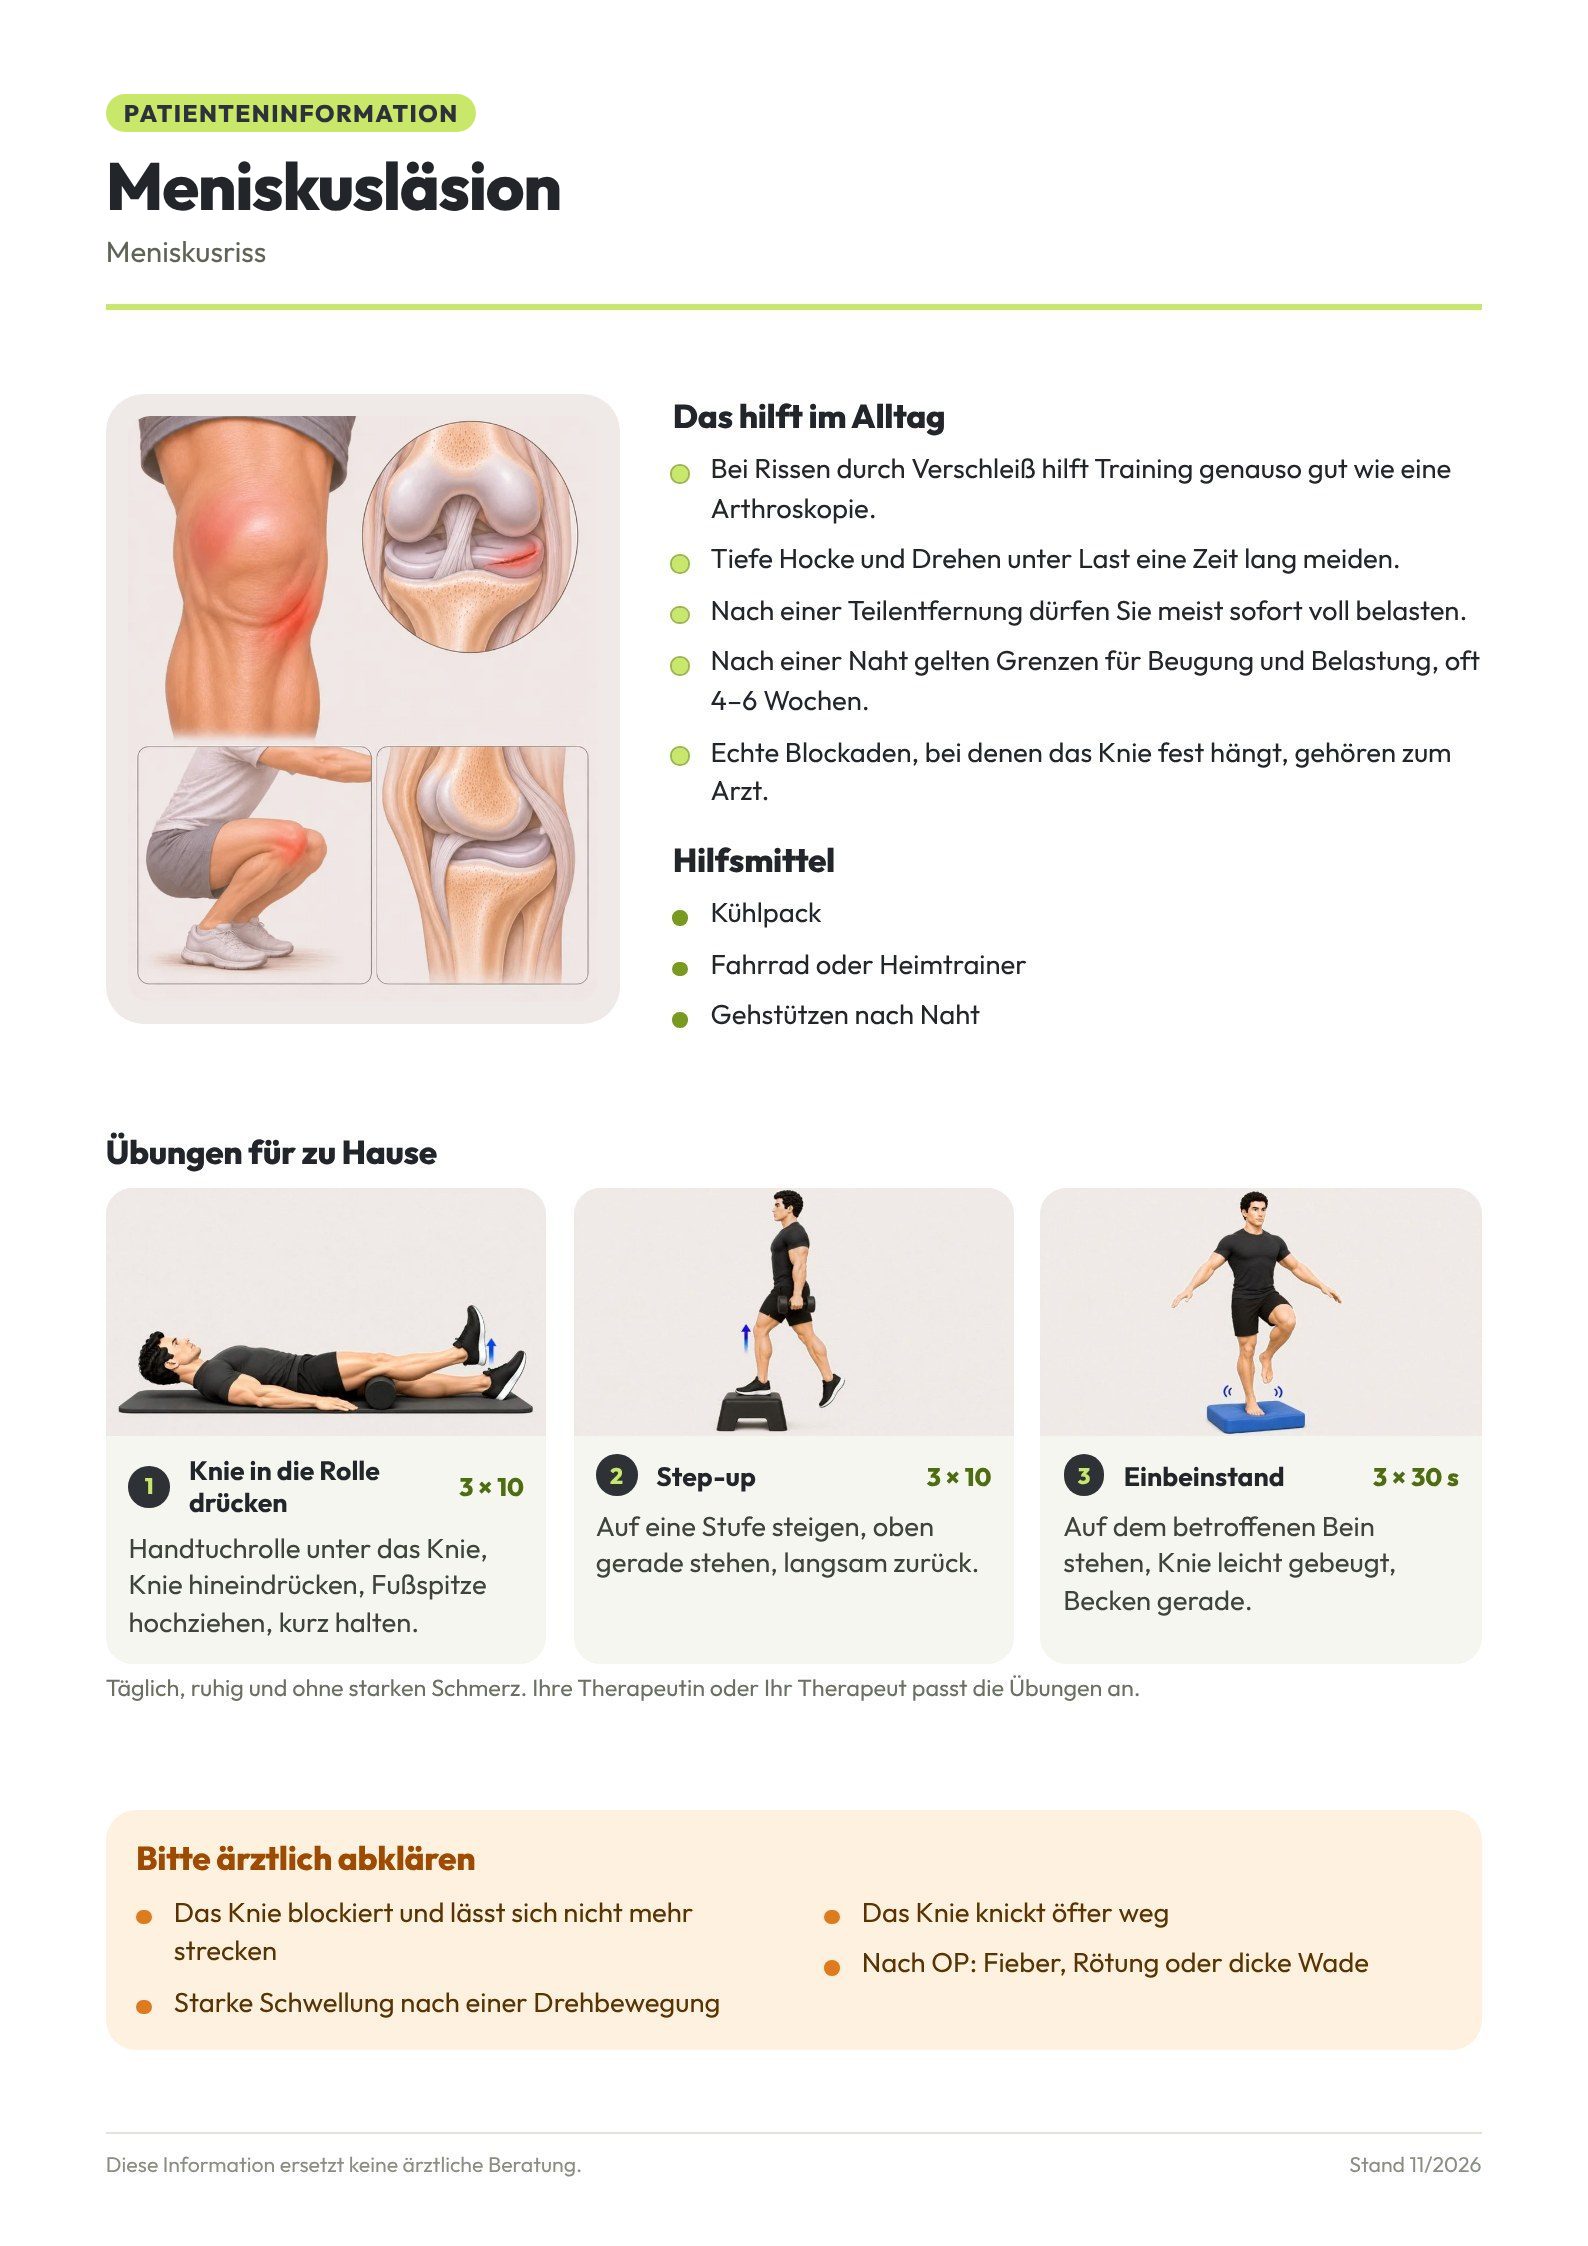 PATIENTENINFORMATION
Meniskusläsion
Meniskusriss
Das hilft im Alltag
Bei Rissen durch Verschleiß hilft Training genauso gut wie eine
Arthroskopie.
Tiefe Hocke und Drehen unter Last eine Zeit lang meiden.
Nach einer Teilentfernung dürfen Sie meist sofort voll belasten.
Nach einer Naht gelten Grenzen für Beugung und Belastung, oft
4–6 Wochen.
Echte Blockaden, bei denen das Knie fest hängt, gehören zum
Arzt.
Hilfsmittel
Kühlpack
Fahrrad oder Heimtrainer
Gehstützen nach Naht
Übungen für zu Hause
1 Knie in die Rolle
drücken
3 × 10
Handtuchrolle unter das Knie,
Knie hineindrücken, Fußspitze
hochziehen, kurz halten.
2 Step-up 3 × 10
Auf eine Stufe steigen, oben
gerade stehen, langsam zurück.
3 Einbeinstand 3 × 30 s
Auf dem betroffenen Bein
stehen, Knie leicht gebeugt,
Becken gerade.
Täglich, ruhig und ohne starken Schmerz. Ihre Therapeutin oder Ihr Therapeut passt die Übungen an.
Bitte ärztlich abklären
Das Knie blockiert und lässt sich nicht mehr
strecken
Starke Schwellung nach einer Drehbewegung
Das Knie knickt öfter weg
Nach OP: Fieber, Rötung oder dicke Wade
Diese Information ersetzt keine ärztliche Beratung.
Stand 11/2026